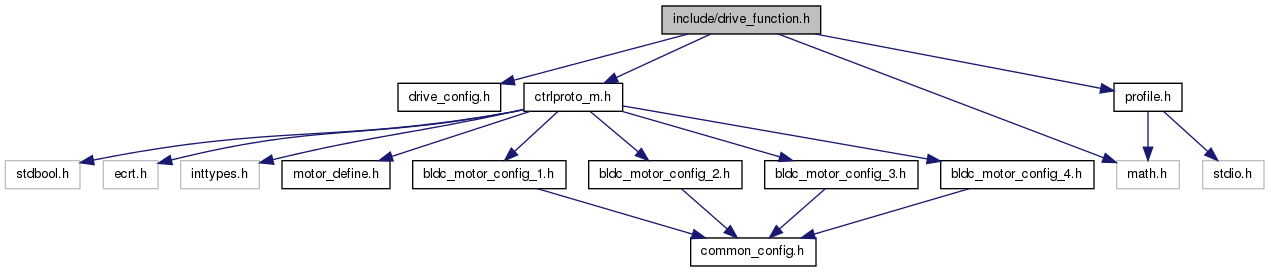 include/drive_function.h
drive_config.h
ctrlproto_m.h
profile.h
stdbool.h
ecrt.h
inttypes.h
motor_define.h
bldc_motor_config_1.h
bldc_motor_config_2.h
bldc_motor_config_3.h
bldc_motor_config_4.h
math.h
stdio.h
common_config.h